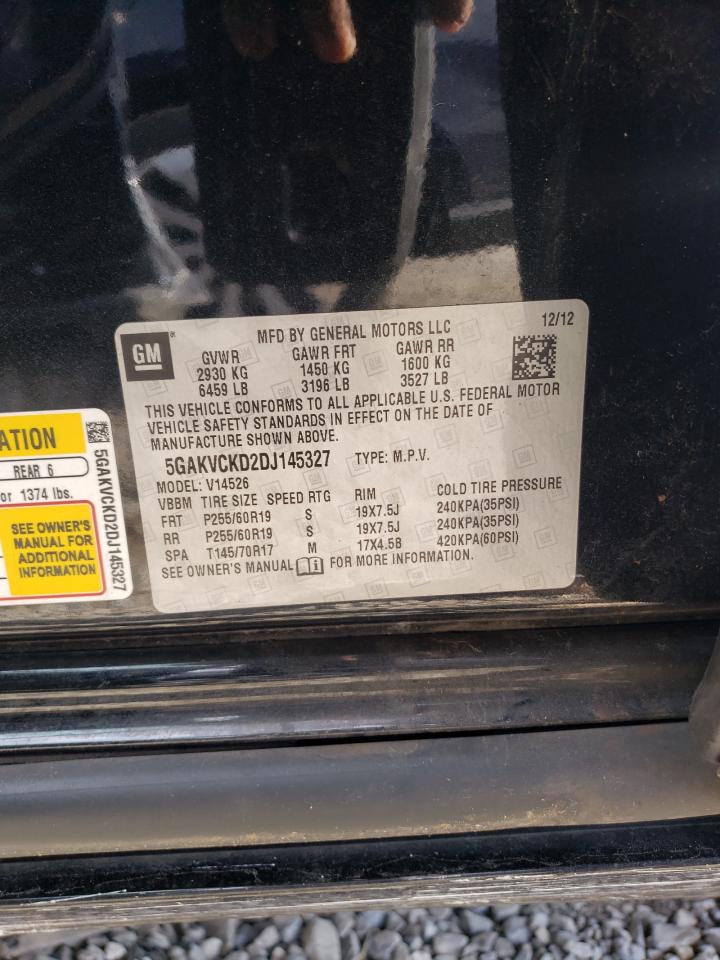 GM
®
MFD BY GENERAL MOTORS LLC
12/12
GVWR GAWR FRT GAWR RR
2930 KG 1450 KG 1600 KG
6459 LB 3196 LB 3527 LB
THIS VEHICLE CONFORMS TO ALL APPLICABLE U.S. FEDERAL MOTOR
VEHICLE SAFETY STANDARDS IN EFFECT ON THE DATE OF
MANUFACTURE SHOWN ABOVE.
5GAKVCKD2DJ145327 TYPE: M.P.V.
MODEL: V14526
VBBM TIRE SIZE SPEED RTG RIM COLD TIRE PRESSURE
FRT P255/60R19 S 19X7.5J 240KPA(35PSI)
RR P255/60R19 S 19X7.5J 240KPA(35PSI)
SPA T145/70R17 M 17X4.5B 420KPA(60PSI)
SEE OWNER'S MANUAL FOR MORE INFORMATION.
ATION
REAR 6
or 1374 lbs.
SEE OWNER'S
MANUAL FOR
ADDITIONAL
INFORMATION
5GAKVCKD2DJ145327